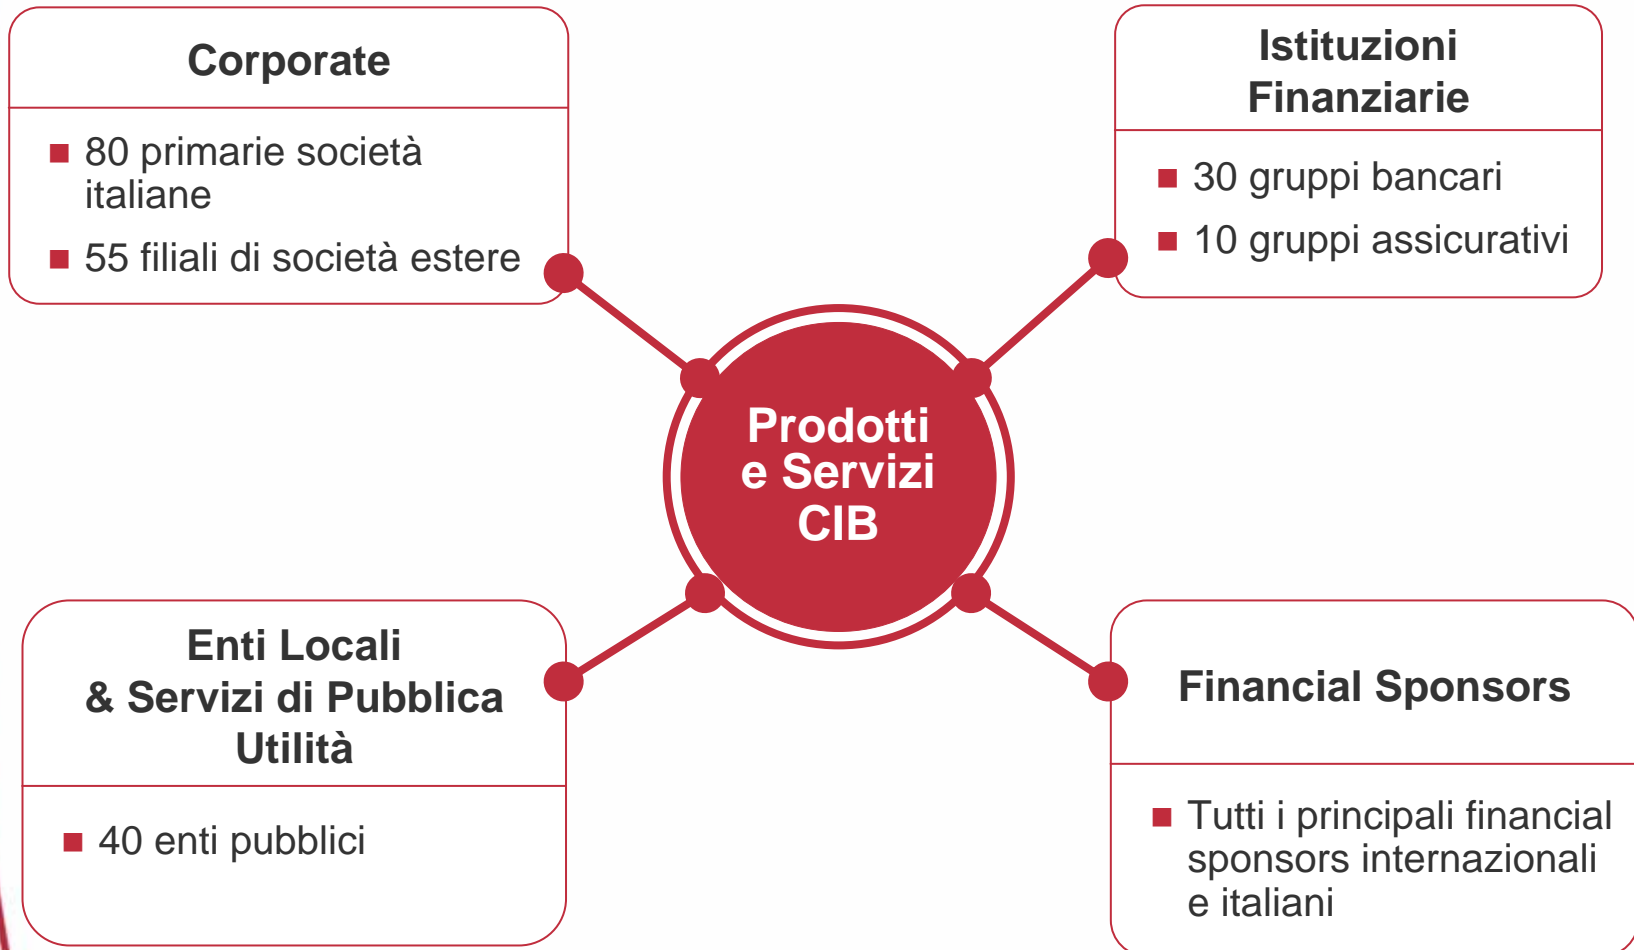 Corporate
■ 80 primarie società
italiane
■ 55 filiali di società estere
Istituzioni
Finanziarie
■ 30 gruppi bancari
■ 10 gruppi assicurativi
Prodotti
e Servizi
CIB
Enti Locali
& Servizi di Pubblica
Utilità
■ 40 enti pubblici
Financial Sponsors
■ Tutti i principali financial
sponsors internazionali
e italiani